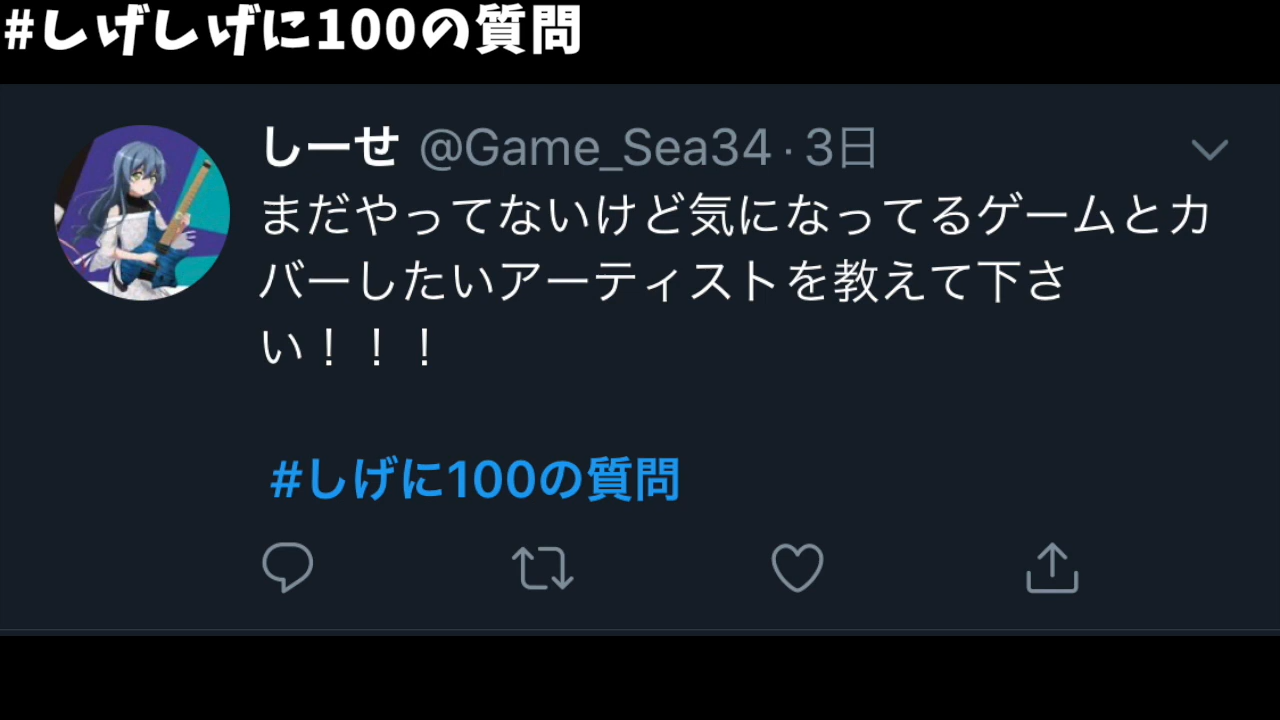 #しげしげに100の質問
しーせ @Game_Sea34・3日
まだやってないけど気になってるゲームとカ
バーしたいアーティストを教えて下さ
い！！！
#しげに100の質問